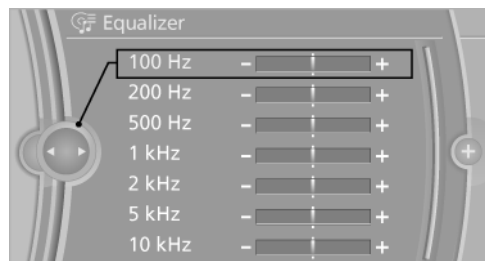 Equalizer
100 Hz - +
200 Hz - +
500 Hz - +
1 kHz - +
2 kHz - +
5 kHz - +
10 kHz - +
+